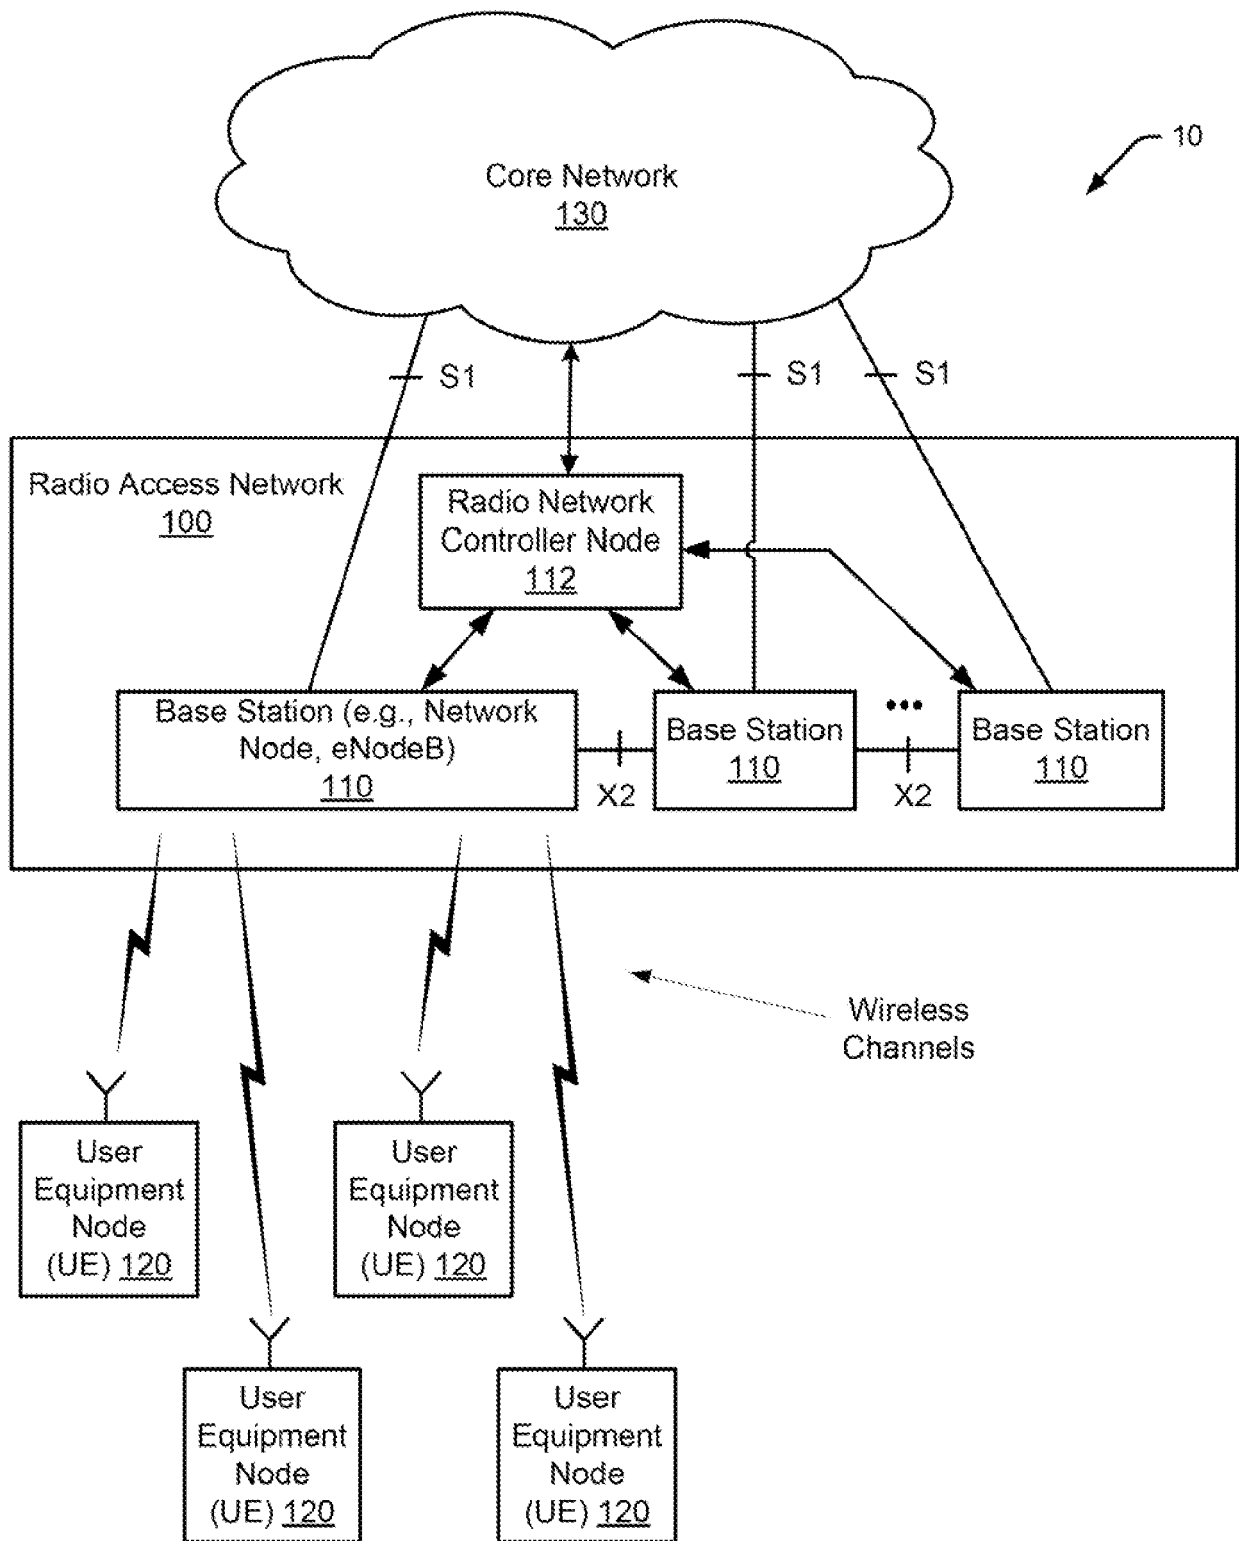 10
Core Network
130
S1
S1
S1
Radio Access Network
100
Radio Network
Controller Node
112
Base Station (e.g., Network
Node, eNodeB)
110
X2
Base Station
110
•••
X2
Base Station
110
Wireless
Channels
User
Equipment
Node
(UE) 120
User
Equipment
Node
(UE) 120
User
Equipment
Node
(UE) 120
User
Equipment
Node
(UE) 120